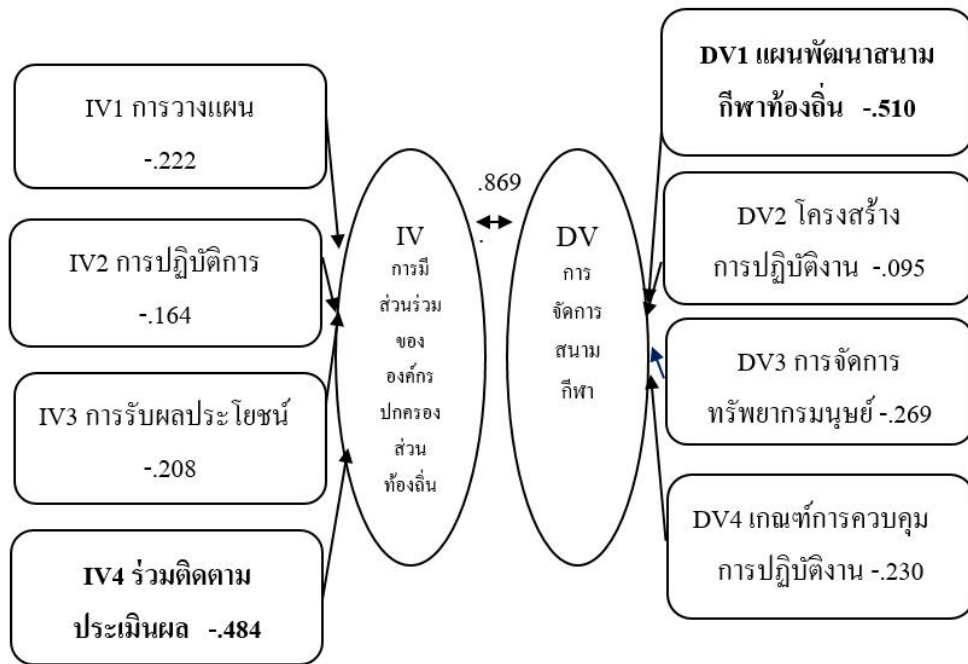 IV1 การวางแผน
-.222
IV2 การปฏิบัติการ
-.164
IV3 การรับผลประโยชน์
-.208
IV4 ร่วมติดตาม
ประเมินผล -.484
IV
การมี
ส่วนร่วม
ของ
องค์กร
ปกครอง
ส่วน
ท้องถิ่น
.869
.
DV
การ
จัดการ
สนาม
กีฬา
DV1 แผนพัฒนาสนาม
กีฬาท้องถิ่น -.510
DV2 โครงสร้าง
การปฏิบัติงาน -.095
DV3 การจัดการ
ทรัพยากรมนุษย์ -.269
DV4 เกณฑ์การควบคุม
การปฏิบัติงาน -.230